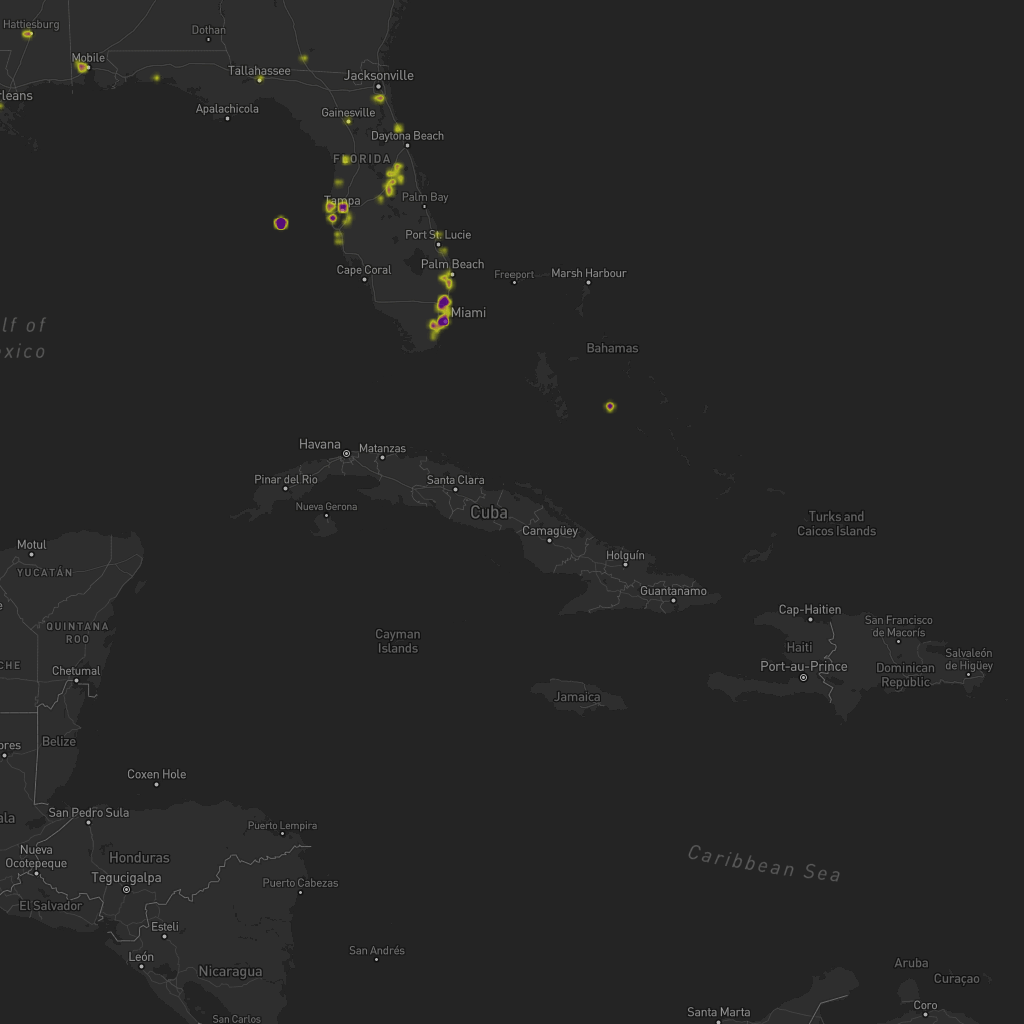 Hattiesburg
Dothan
Mobile
Tallahassee
Jacksonville
rleans
Apalachicola
Gainesville
Daytona Beach
FLORIDA
Tampa
Palm Bay
Port St. Lucie
Palm Beach
Cape Coral
Freeport
Marsh Harbour
Miami
lf of
xico
Bahamas
Havana
Matanzas
Pinar del Rio
Santa Clara
Nueva Gerona
Cuba
Camagüey
Turks and
Caicos Islands
Motul
Holguín
YUCATÁN
Guantanamo
Cap-Haitien
QUINTANA
ROO
Cayman
Islands
San Francisco
de Macorís
Haiti
Salvaleón
de Higüey
CHE
Chetumal
Port-au-Prince
Dominican
Republic
Jamaica
Belize
ores
Coxen Hole
ala
San Pedro Sula
Puerto Lempira
Nueva
Ocotepeque
Honduras
Caribbean Sea
Tegucigalpa
Puerto Cabezas
El Salvador
Esteli
San Andrés
León
Nicaragua
Aruba
Curaçao
Coro
Santa Marta
San Carlos